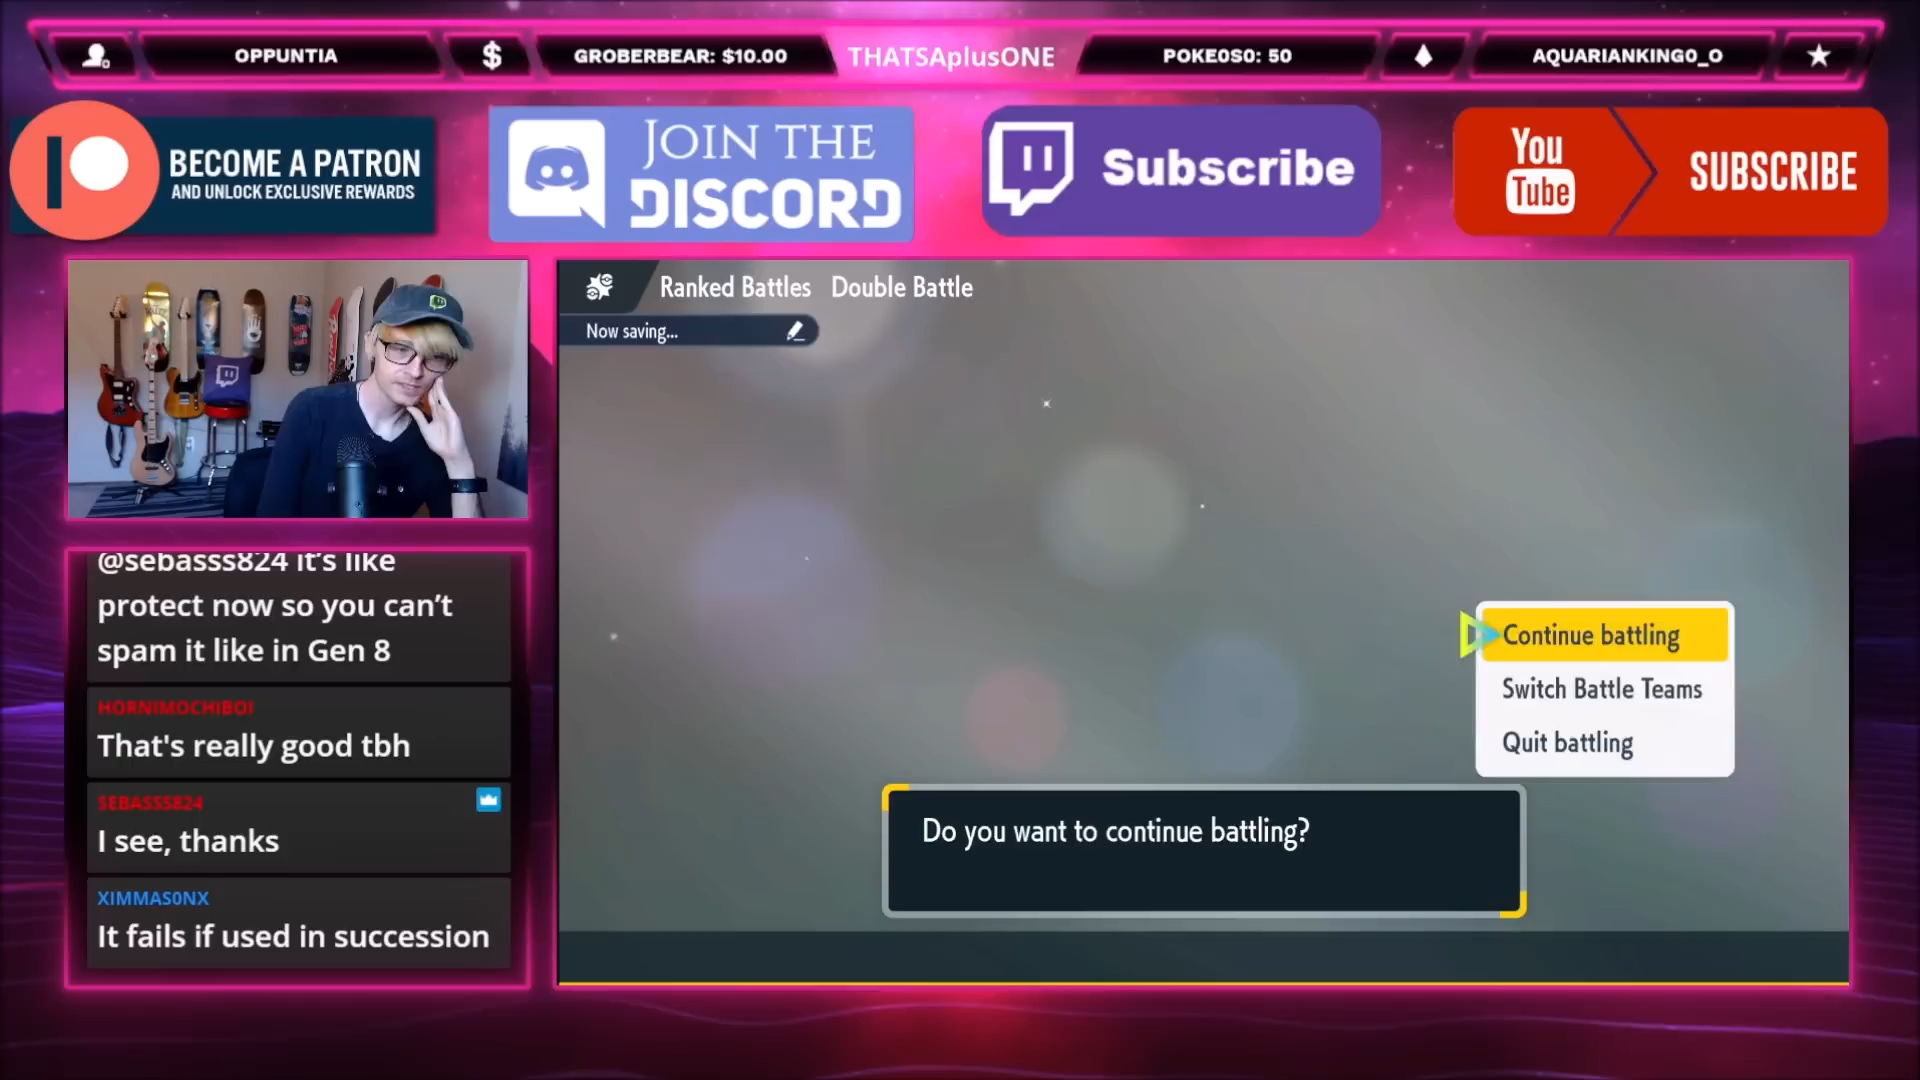 OPPUNTIA
$
GROBERBEAR: $10.00
THATSAplusONE
POKE0S0: 50
AQUARIANKING0_O
BECOME A PATRON
AND UNLOCK EXCLUSIVE REWARDS
JOIN THE
DISCORD
Subscribe
You
Tube
SUBSCRIBE
Ranked Battles Double Battle
Now saving...
@sebasss824 it's like
protect now so you can't
spam it like in Gen 8
HORNIMOCHIBOI
That's really good tbh
SEBASSS824
I see, thanks
XIMMAS0NX
It fails if used in succession
Continue battling
Switch Battle Teams
Quit battling
Do you want to continue battling?